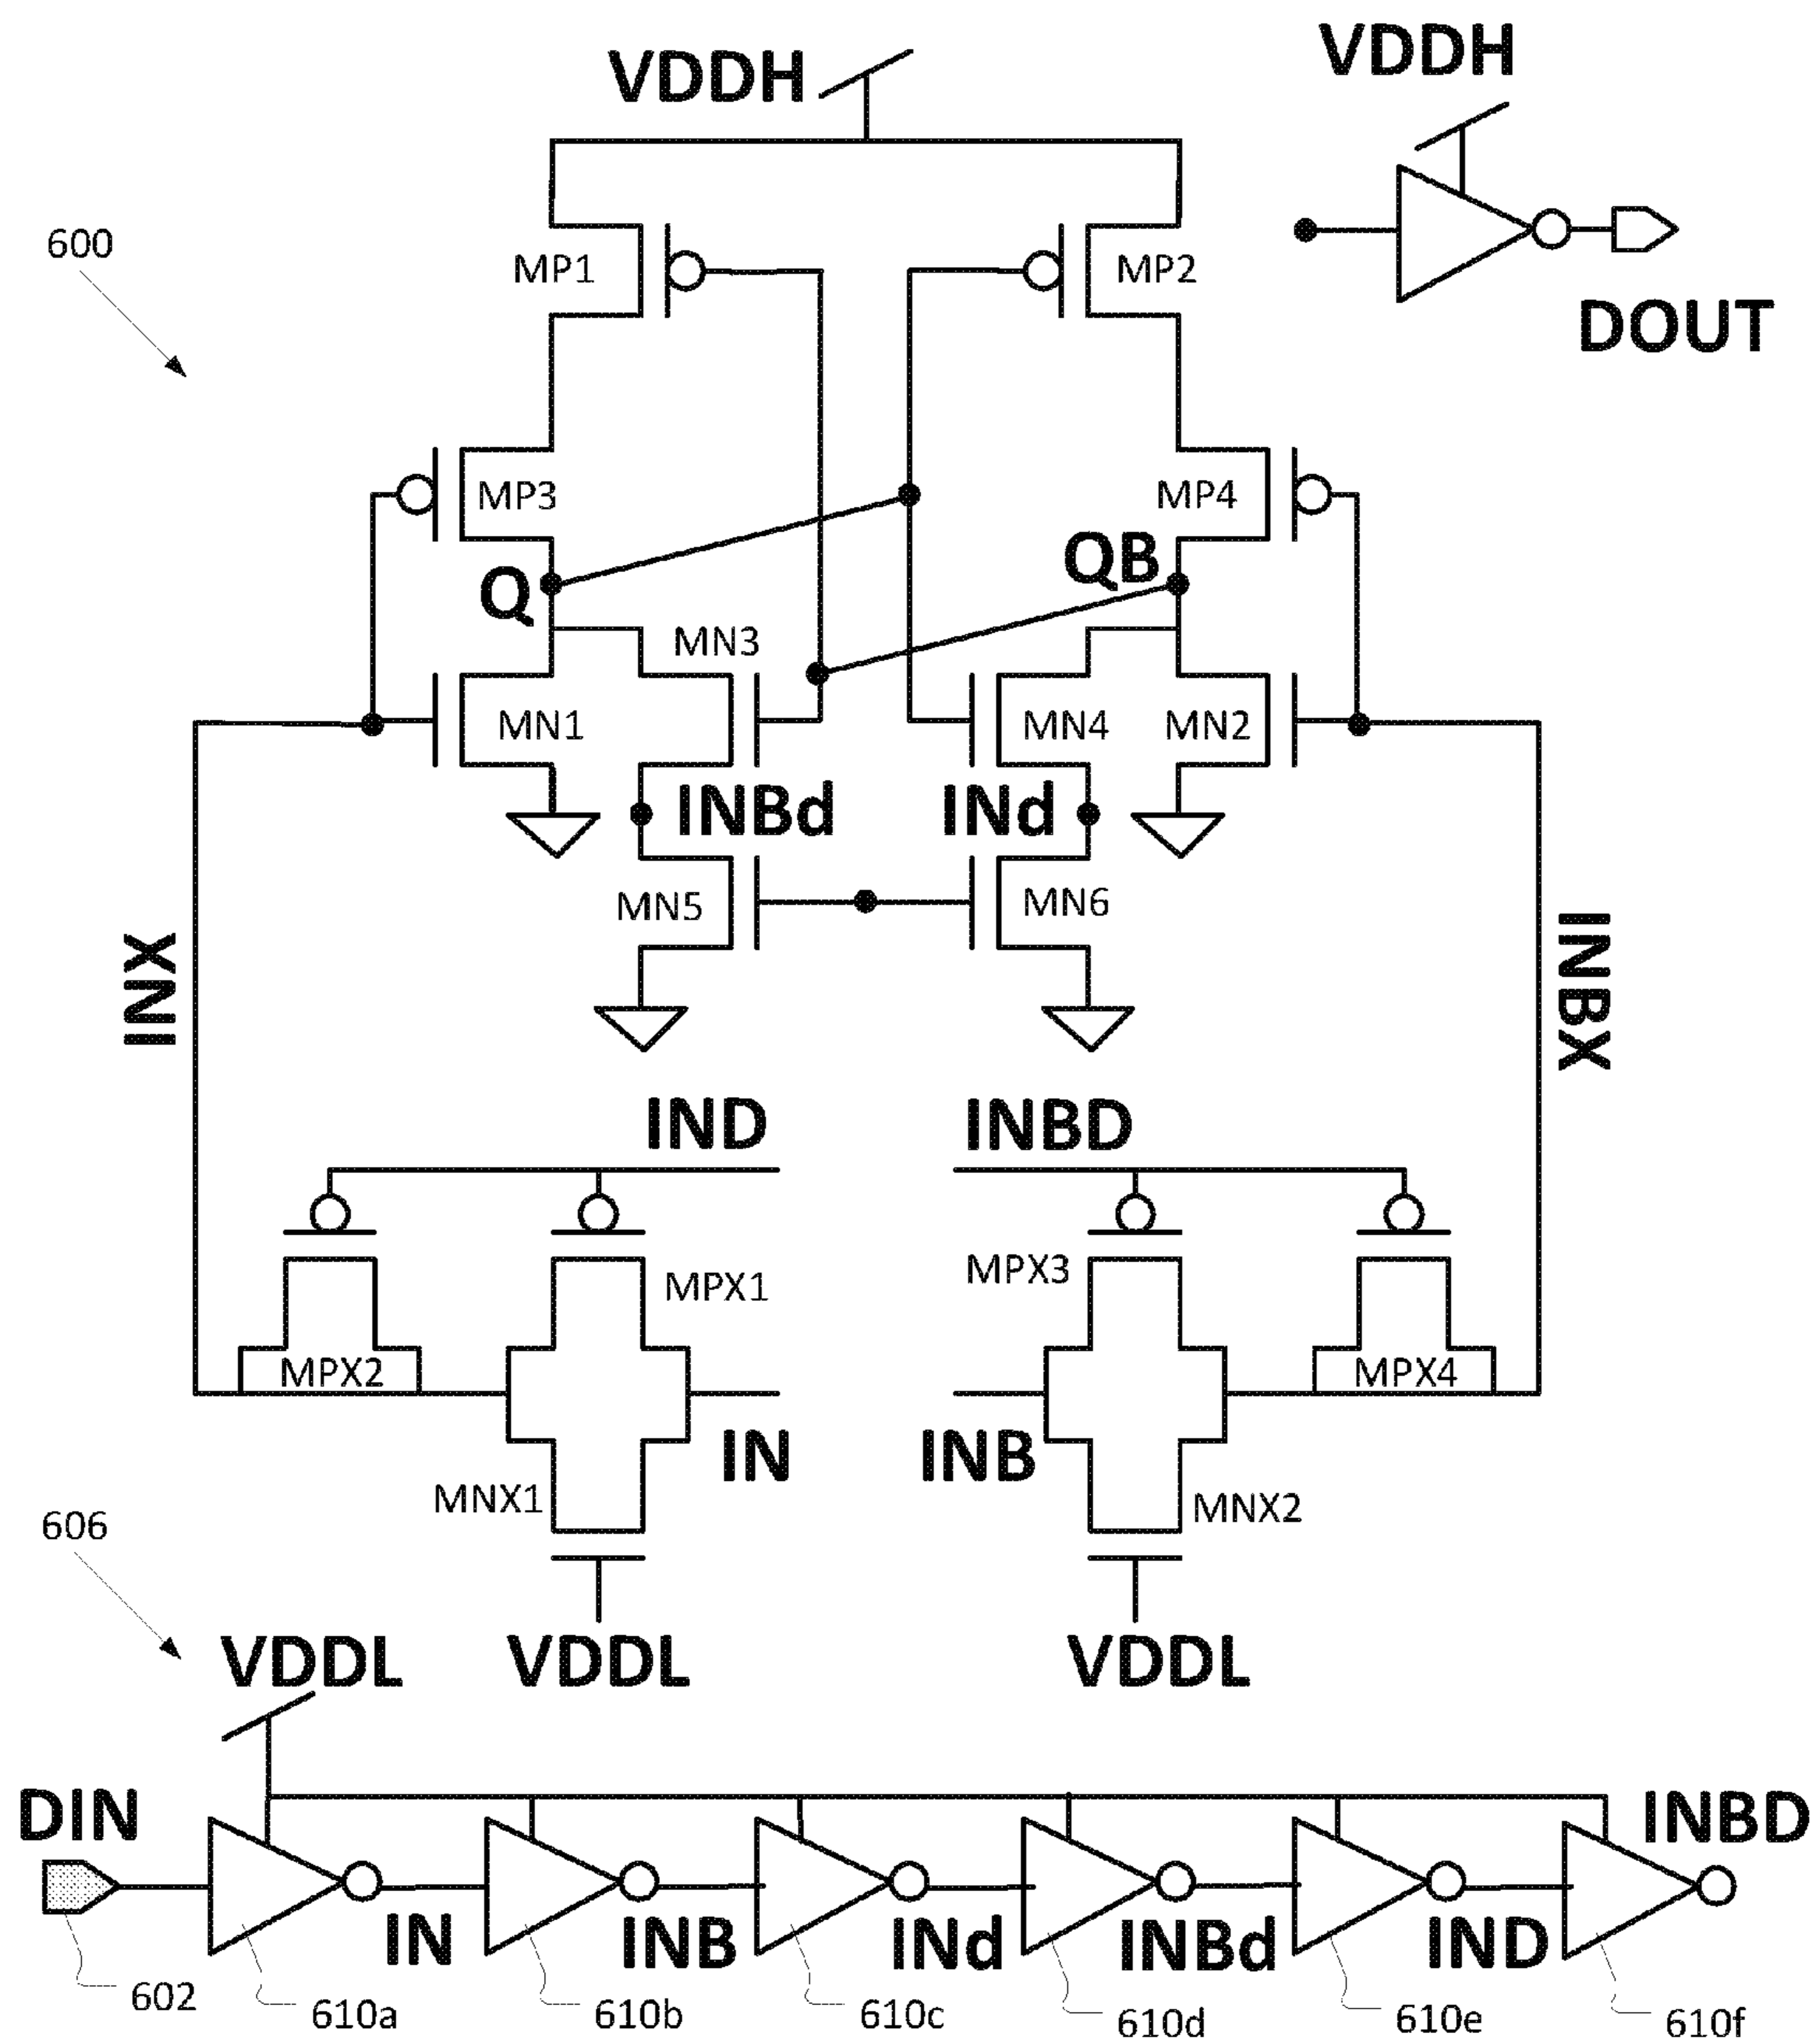 VDDH
VDDH
600
MP1
MP2
DOUT
MP3
MP4
Q
QB
MN3
MN1
MN4
MN2
INBd
INd
MN5
MN6
INX
INBX
IND
INBD
MPX1
MPX3
MPX2
MPX4
IN
INB
MNX1
MNX2
606
VDDL
VDDL
VDDL
DIN
INBD
IN
INB
INd
INBd
IND
602
610a
610b
610c
610d
610e
610f